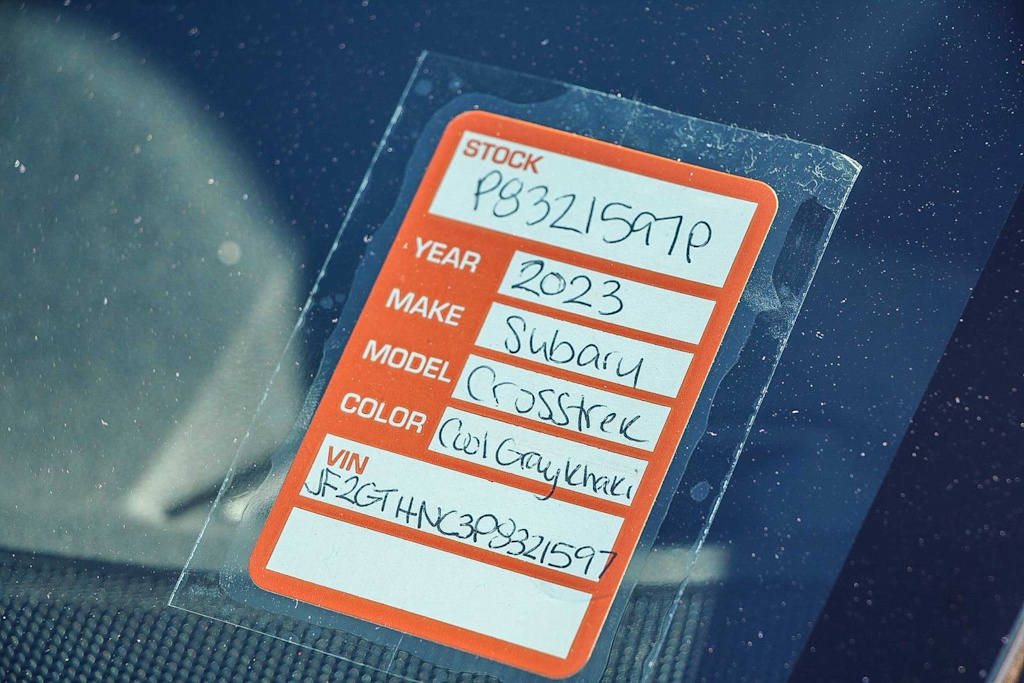 STOCK
P8321597P
YEAR 2023
MAKE Subaru
MODEL Crosstrek
COLOR Cool Gray Khaki
VIN
JF2GTHNC3P8321597